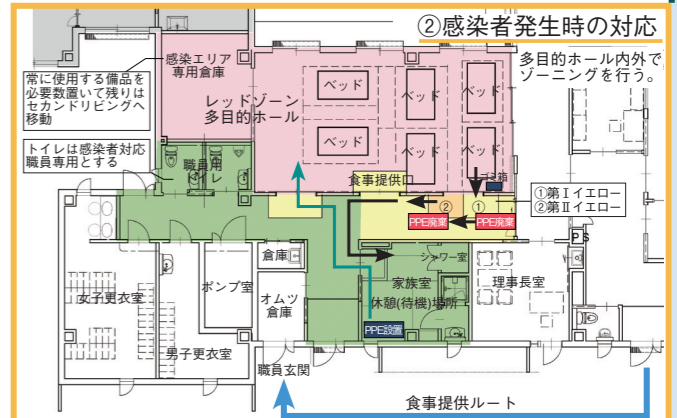 ②感染者発生時の対応
多目的ホール内外で
ゾーニングを行う。
感染エリア
専用倉庫
常に使用する備品を
必要数置いて残りは
セカンドリビングへ
移動
レッドゾーン
多目的ホール
ベッド
ベッド
ベッド
ベッド
ベッド
ベッド
トイレは感染者対応
職員専用とする
職員用
トイレ
食事提供口
ゴミ箱
①第Ⅰイエロー
②第Ⅱイエロー
②
①
PPE廃棄
PPE廃棄
PS
倉庫
シャワー室
家族室
休憩(待機)場所
理事長室
女子更衣室
ポンプ室
オムツ
倉庫
男子更衣室
PPE設置
職員玄関
食事提供ルート